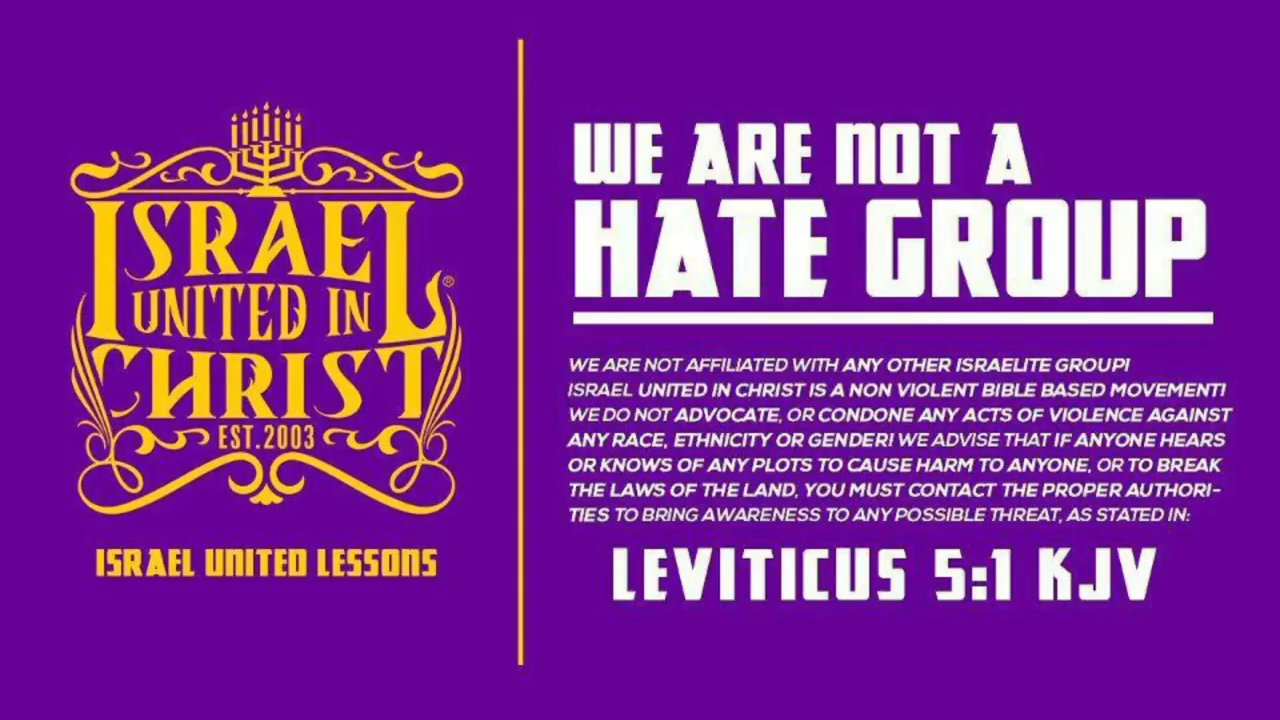 ISRAEL
UNITED IN
CHRIST
EST.2003
ISRAEL UNITED LESSONS
WE ARE NOT A
HATE GROUP
WE ARE NOT AFFILIATED WITH ANY OTHER ISRAELITE GROUP!
ISRAEL UNITED IN CHRIST IS A NON VIOLENT BIBLE BASED MOVEMENT!
WE DO NOT ADVOCATE, OR CONDONE ANY ACTS OF VIOLENCE AGAINST
ANY RACE, ETHNICITY OR GENDER! WE ADVISE THAT IF ANYONE HEARS
OR KNOWS OF ANY PLOTS TO CAUSE HARM TO ANYONE, OR TO BREAK
THE LAWS OF THE LAND, YOU MUST CONTACT THE PROPER AUTHORI-
TIES TO BRING AWARENESS TO ANY POSSIBLE THREAT, AS STATED IN:
LEVITICUS 5:1 KJV